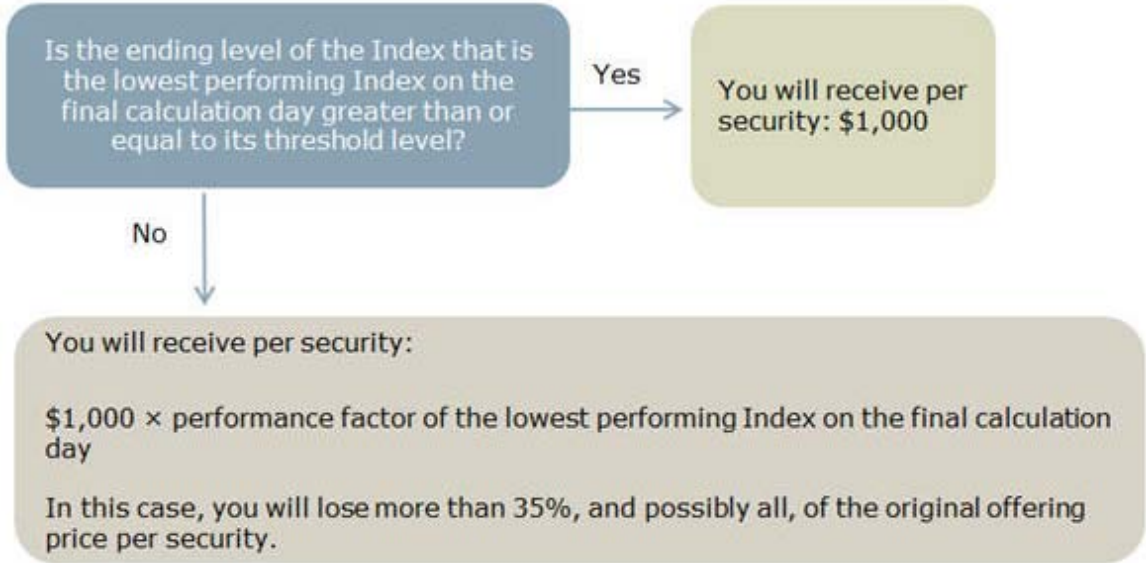 Is the ending level of the Index that is
the lowest performing Index on the
final calculation day greater than or
equal to its threshold level?
Yes
You will receive per
security: $1,000
No
You will receive per security:
$1,000 × performance factor of the lowest performing Index on the final calculation
day
In this case, you will lose more than 35%, and possibly all, of the original offering
price per security.